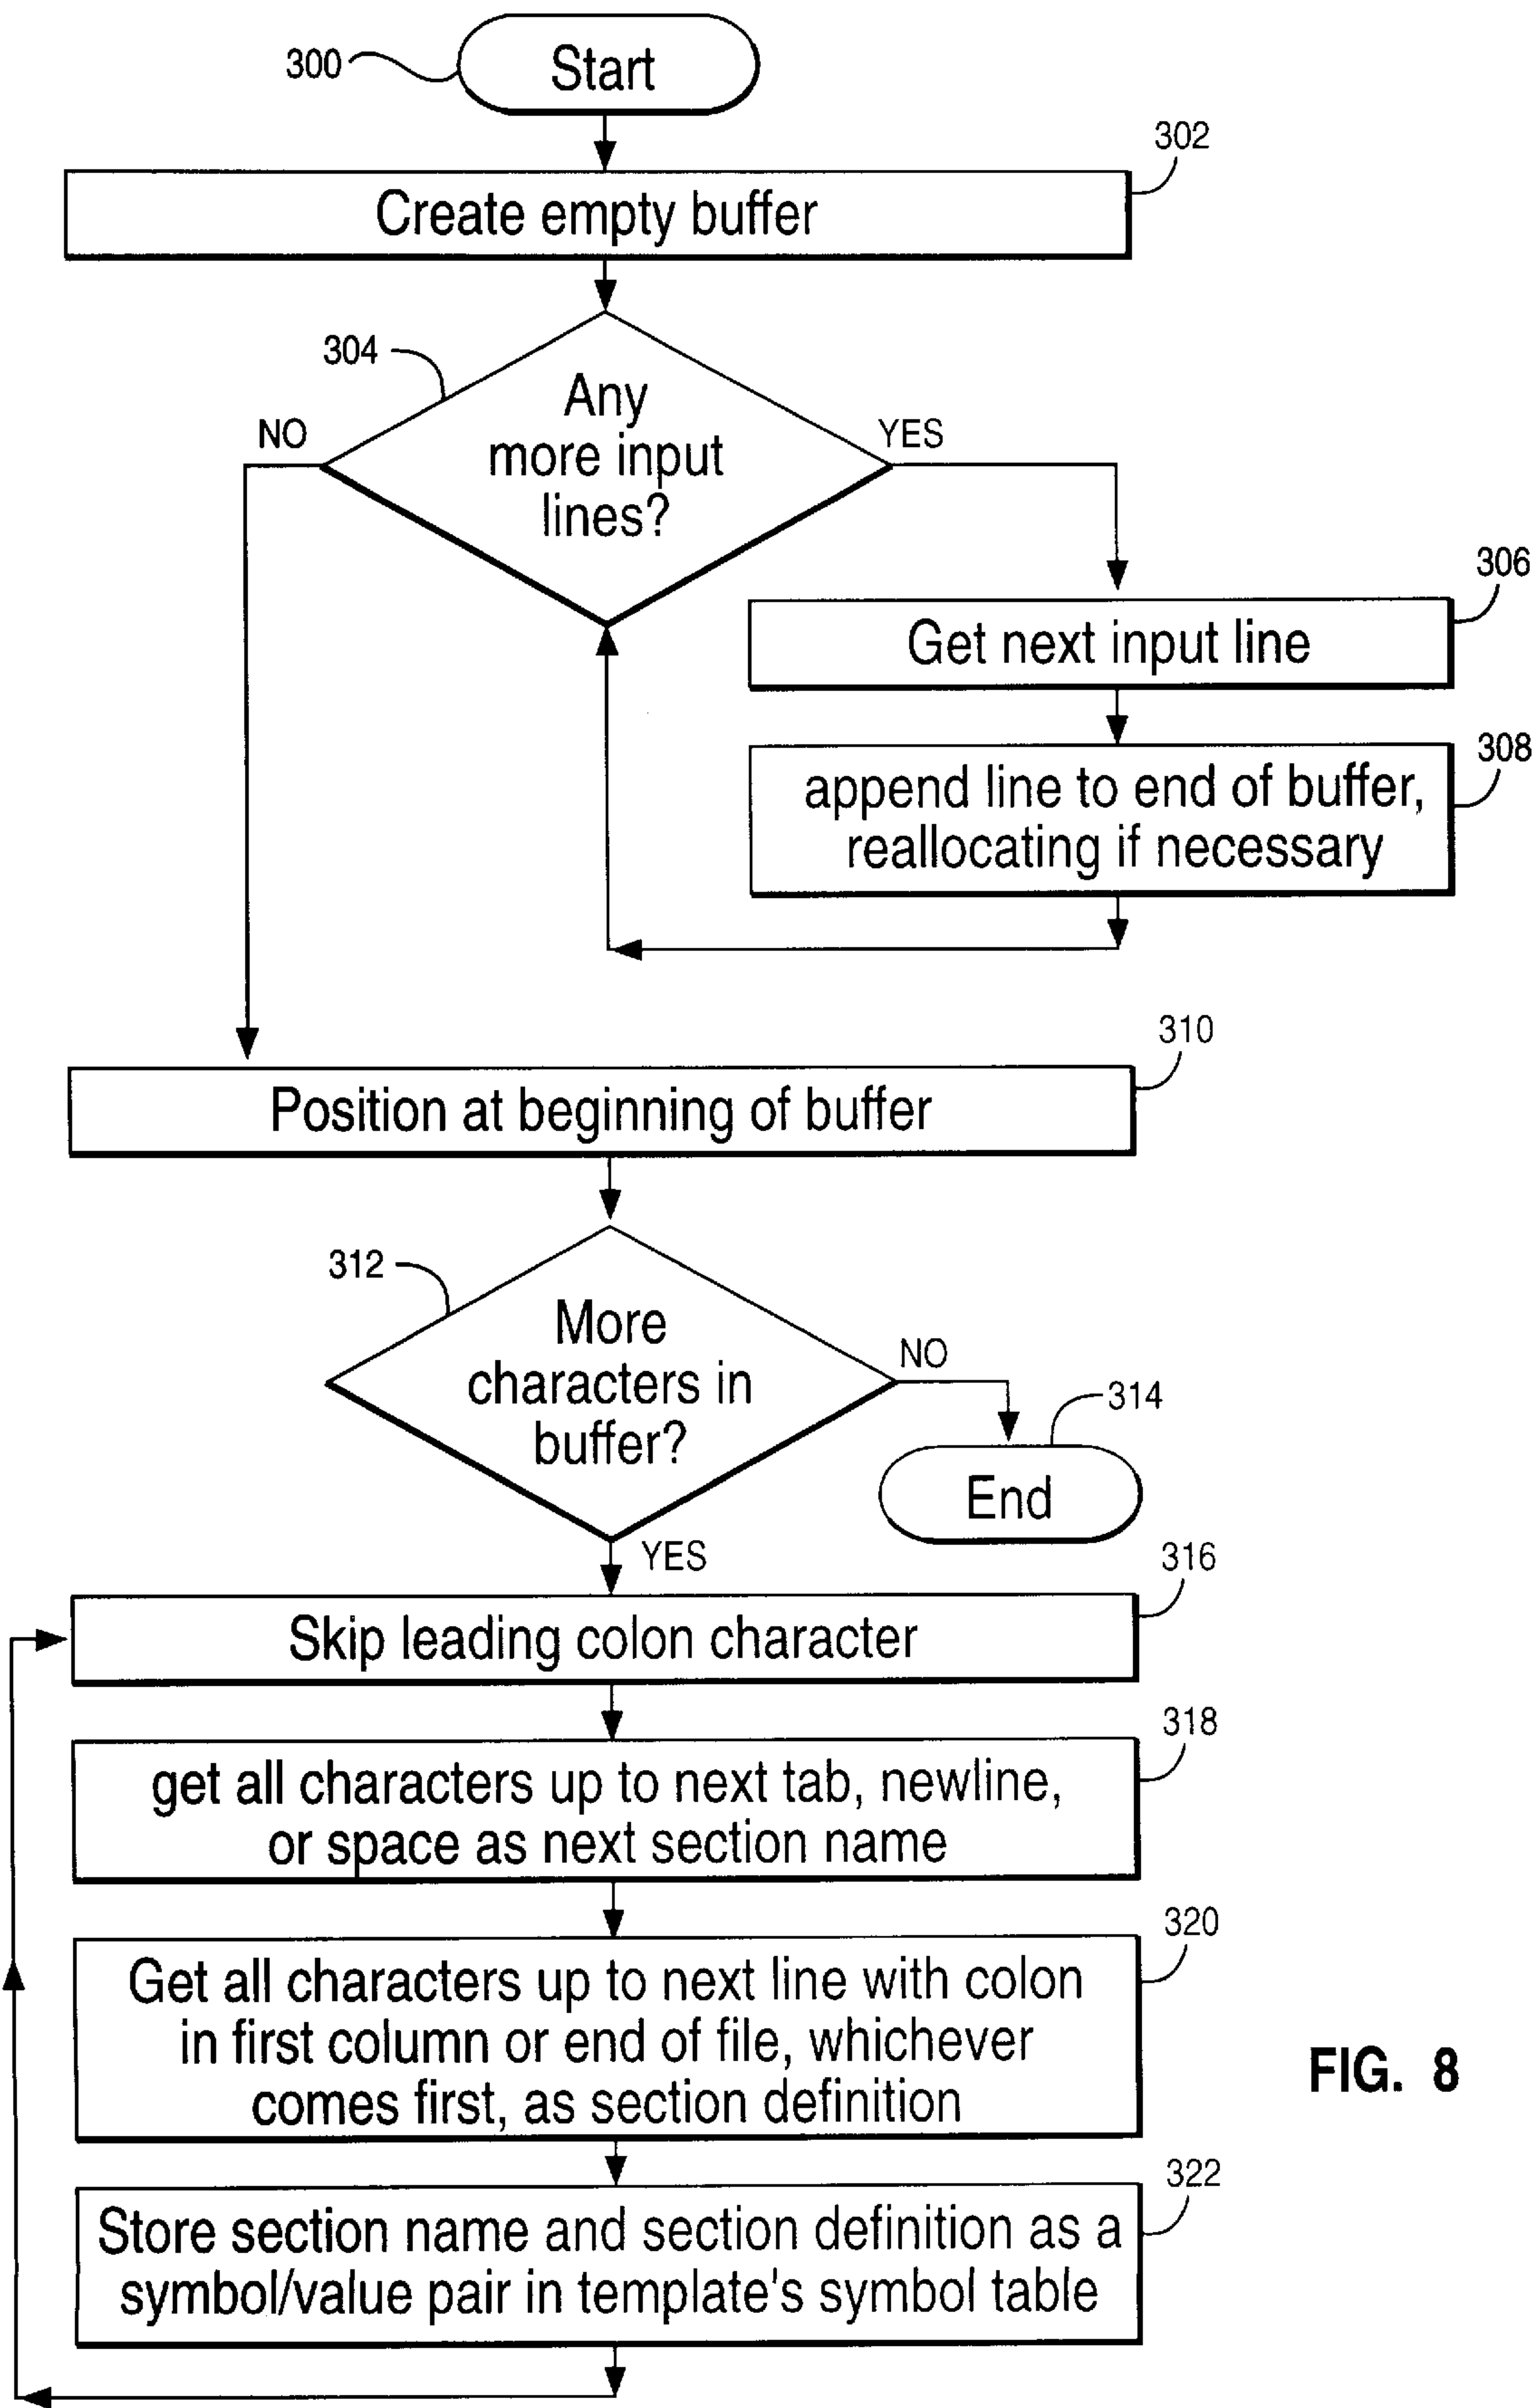 300
Start
302
Create empty buffer
304
Any
more input
lines?
NO
YES
306
Get next input line
308
append line to end of buffer,
reallocating if necessary
310
Position at beginning of buffer
312
More
characters in
buffer?
NO
314
End
YES
316
Skip leading colon character
318
get all characters up to next tab, newline,
or space as next section name
320
Get all characters up to next line with colon
in first column or end of file, whichever
comes first, as section definition
FIG. 8
322
Store section name and section definition as a
symbol/value pair in template's symbol table